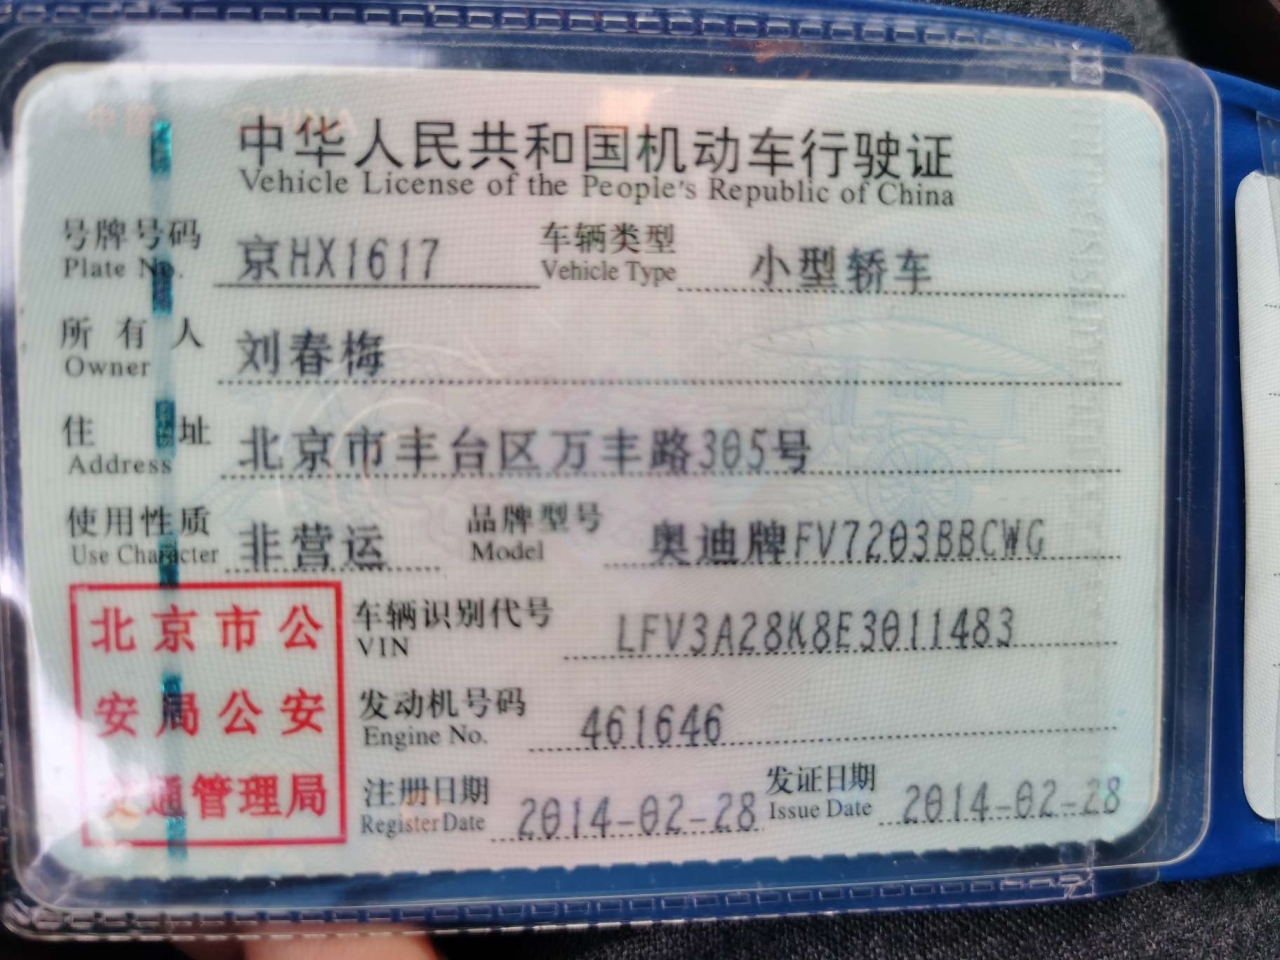 中华人民共和国机动车行驶证
Vehicle License of the People's Republic of China
号牌号码 京HX1617 车辆类型 小型轿车
Plate No. Vehicle Type
所有人 刘春梅
Owner
住址 北京市丰台区万丰路305号
Address
使用性质 非营运 品牌型号 奥迪牌FV7203BBCWG
Use Character Model
北京市公
安局公安
交通管理局
车辆识别代号 LFV3A28K8E3011483
VIN
发动机号码 461646
Engine No.
注册日期 2014-02-28 发证日期 2014-02-28
Register Date Issue Date